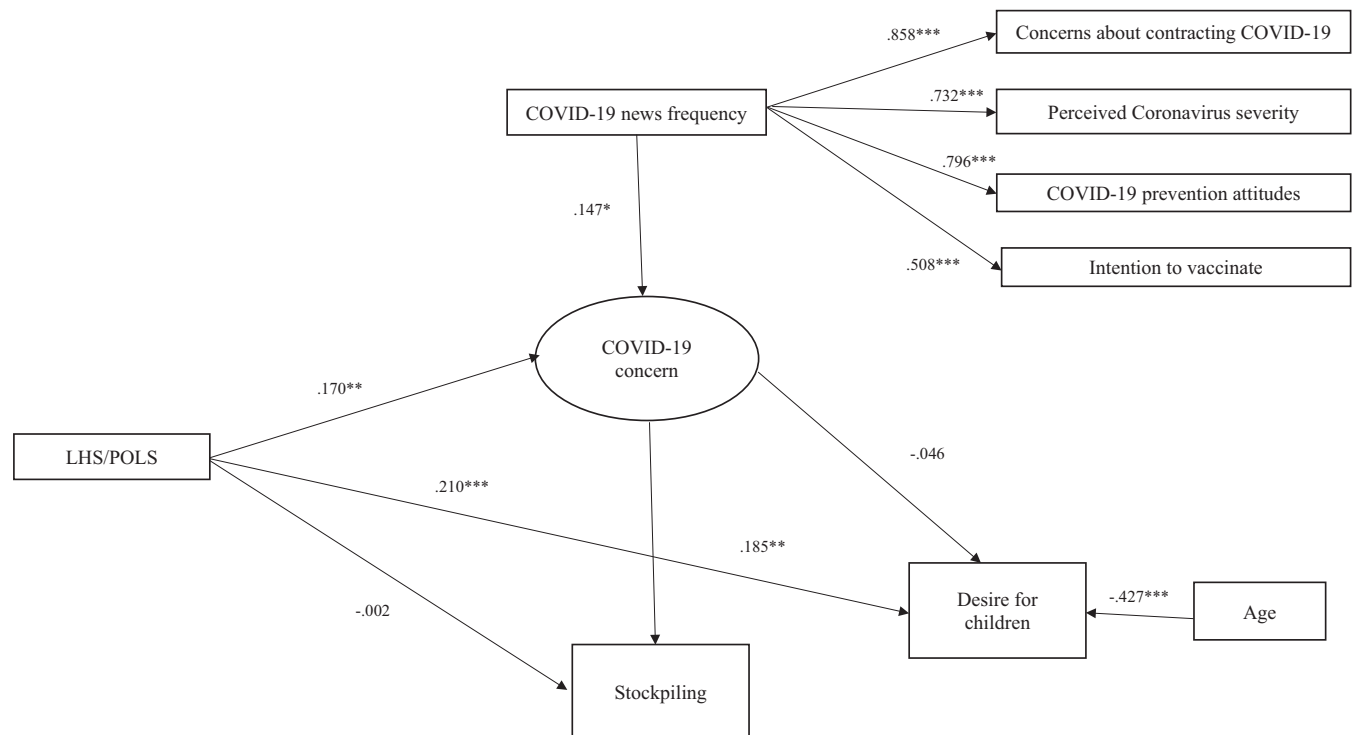 .858***
Concerns about contracting COVID-19
COVID-19 news frequency
.732***
Perceived Coronavirus severity
.796***
COVID-19 prevention attitudes
.147*
.508***
Intention to vaccinate
COVID-19
concern
.170**
LHS/POLS
-.046
.210***
.185**
Desire for
children
-.427***
Age
-.002
Stockpiling